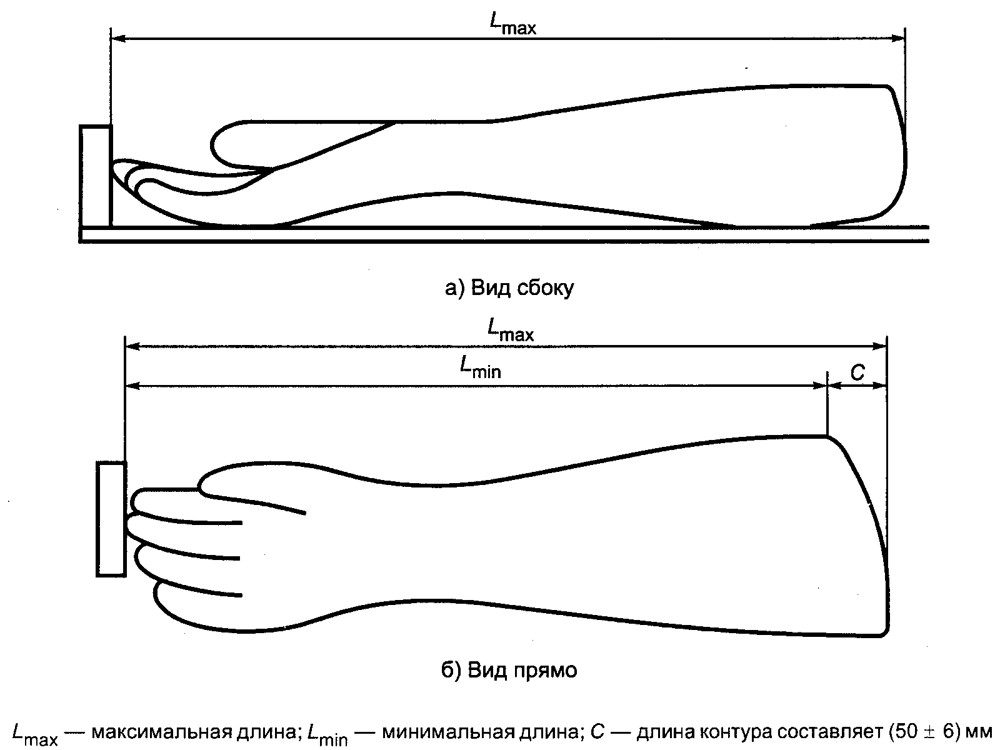 Lmax
а) Вид сбоку
Lmax
Lmin
C
б) Вид прямо
Lmax — максимальная длина; Lmin — минимальная длина; C — длина контура составляет (50 ± 6) мм